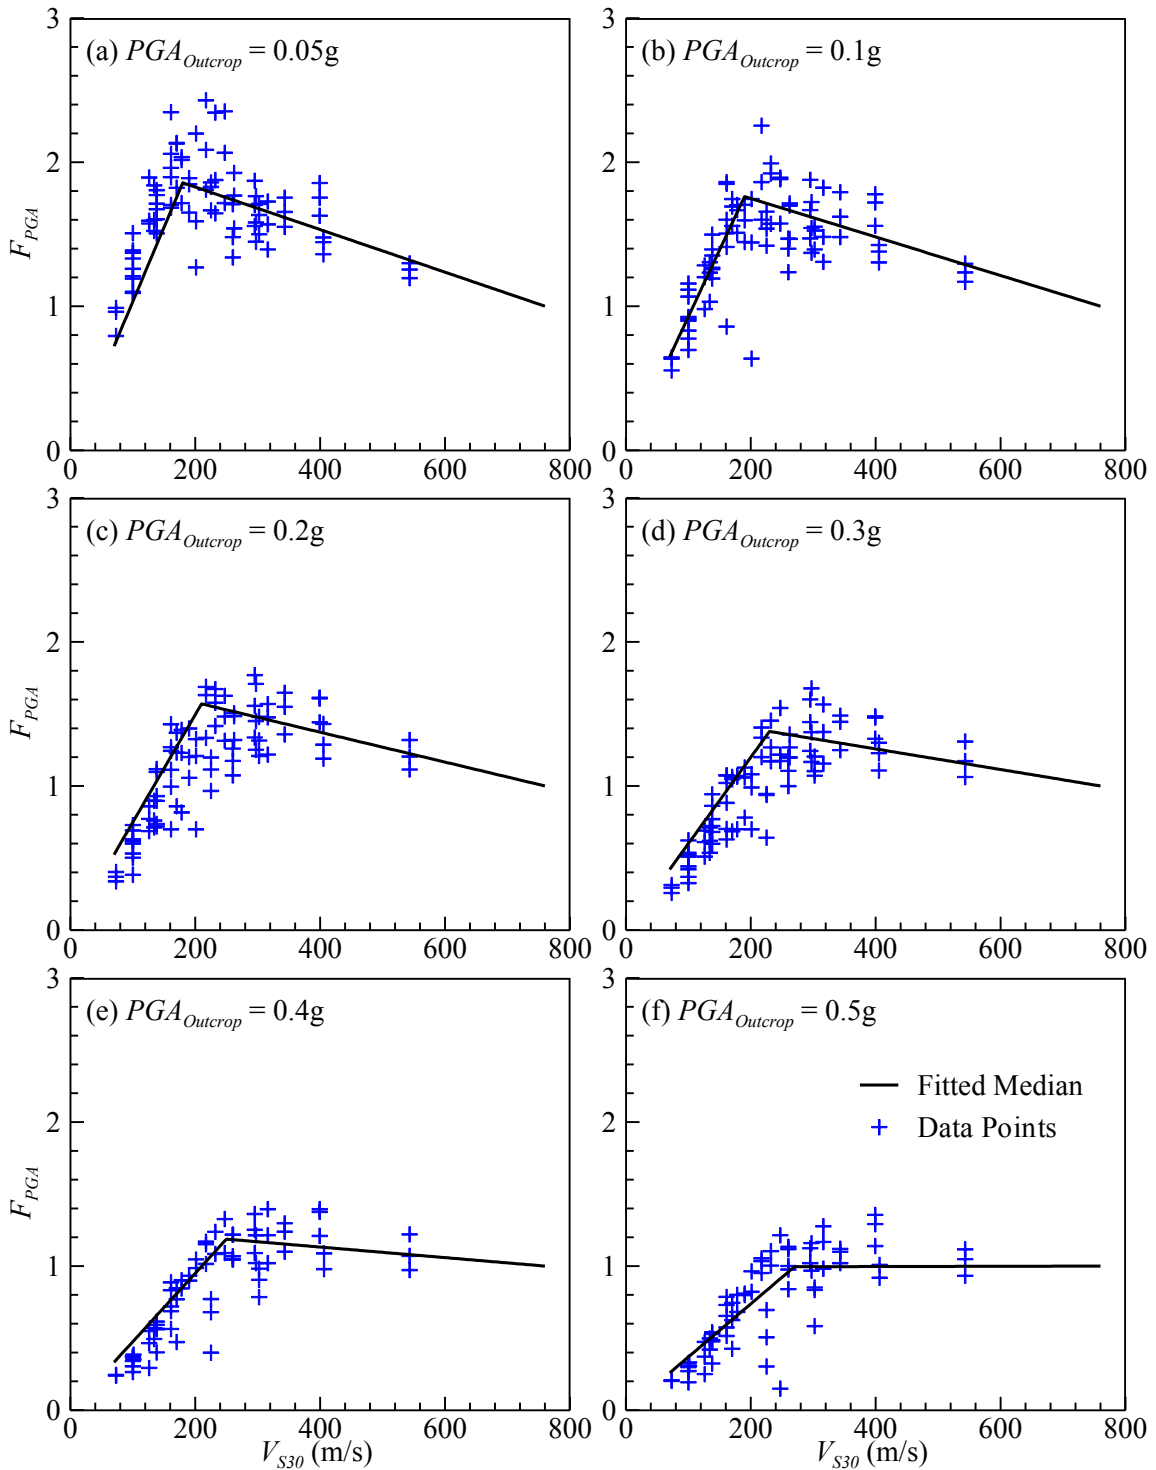 (a) PGA_Outcrop = 0.05g
3
2
1
0
F_PGA
0 200 400 600 800
(b) PGA_Outcrop = 0.1g
3
2
1
0
0 200 400 600 800
(c) PGA_Outcrop = 0.2g
3
2
1
0
F_PGA
0 200 400 600 800
(d) PGA_Outcrop = 0.3g
3
2
1
0
0 200 400 600 800
(e) PGA_Outcrop = 0.4g
3
2
1
0
F_PGA
0 200 400 600 800
V_S30 (m/s)
(f) PGA_Outcrop = 0.5g
Fitted Median
Data Points
3
2
1
0
0 200 400 600 800
V_S30 (m/s)